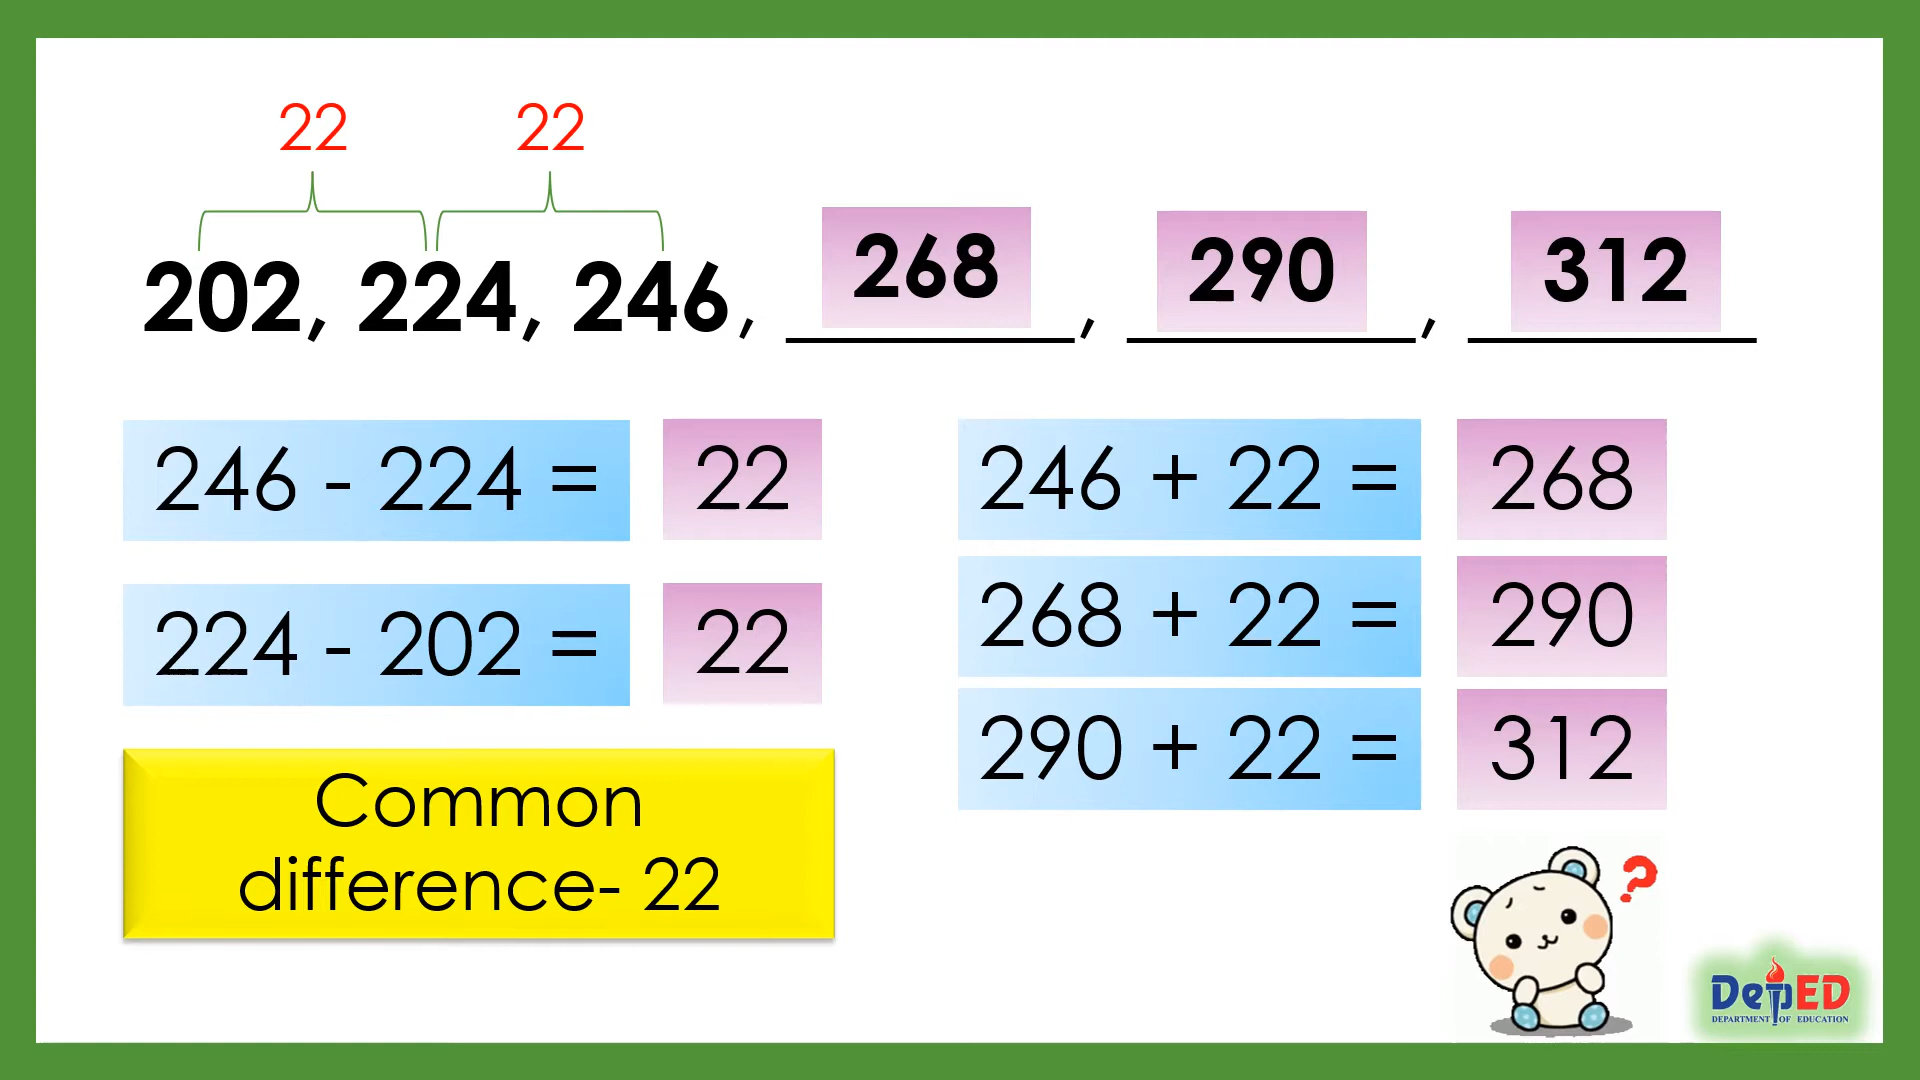 22 22
202, 224, 246, 268, 290, 312
246 - 224 = 22
224 - 202 = 22
Common
difference- 22
246 + 22 = 268
268 + 22 = 290
290 + 22 = 312
?
DepED
DEPARTMENT OF EDUCATION